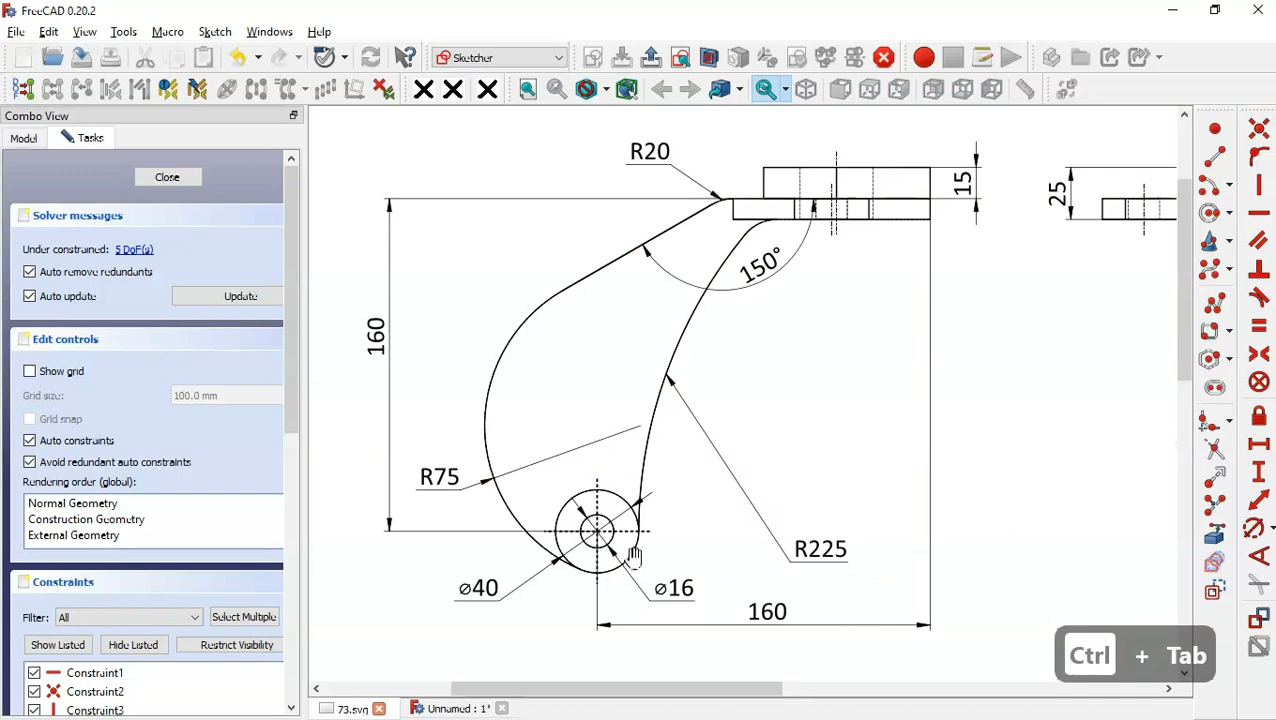 FreeCAD 0.20.2
File Edit View Tools Macro Sketch Windows Help
Sketcher
Combo View
Model Tasks
Close
Solver messages
Under constrained: 5 DoF(s)
Auto remove redundants
Auto update Update
Edit controls
Show grid
Grid size: 100.0 mm
Grid snap
Auto constraints
Avoid redundant auto constraints
Rendering order (global):
Normal Geometry
Construction Geometry
External Geometry
Constraints
Filter: All Select Multiple
Show Listed Hide Listed Restrict Visibility
Constraint1
Constraint2
Constraint3
R20
15
25
150°
160
R75
R225
⌀40
⌀16
160
Ctrl + Tab
73.svg Unnamed : 1*